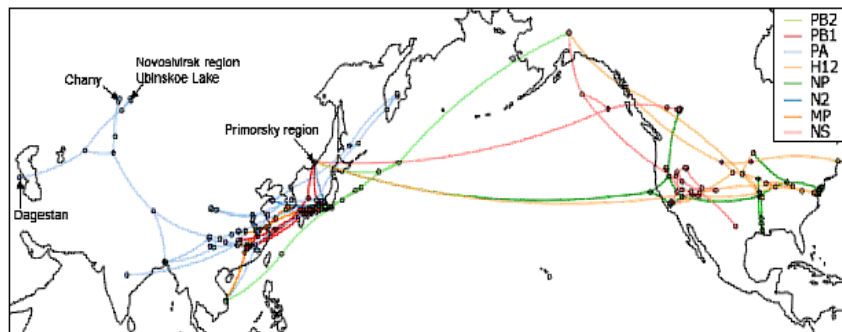 Novosibirsk region
Ubinskoe Lake
Chany
Primorsky region
Dagestan
PB2
PB1
PA
H12
NP
N2
MP
NS